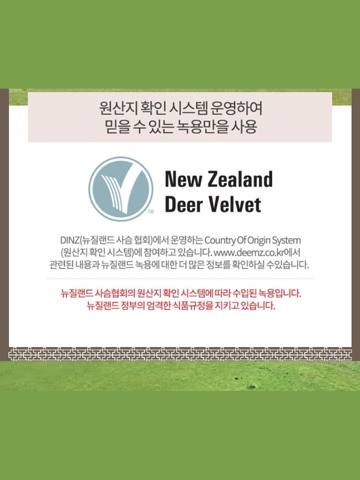 원산지 확인 시스템 운영하여
믿을 수 있는 녹용만을 사용
New Zealand
Deer Velvet
TM
DINZ(뉴질랜드 사슴 협회)에서 운영하는 Country Of Origin System
(원산지 확인 시스템)에 참여하고 있습니다. www.deernz.co.kr에서
관련된 내용과 뉴질랜드 녹용에 대한 더 많은 정보를 확인하실 수있습니다.
뉴질랜드 사슴협회의 원산지 확인 시스템에 따라 수입된 녹용입니다.
뉴질랜드 정부의 엄격한 식품규정을 지키고 있습니다.